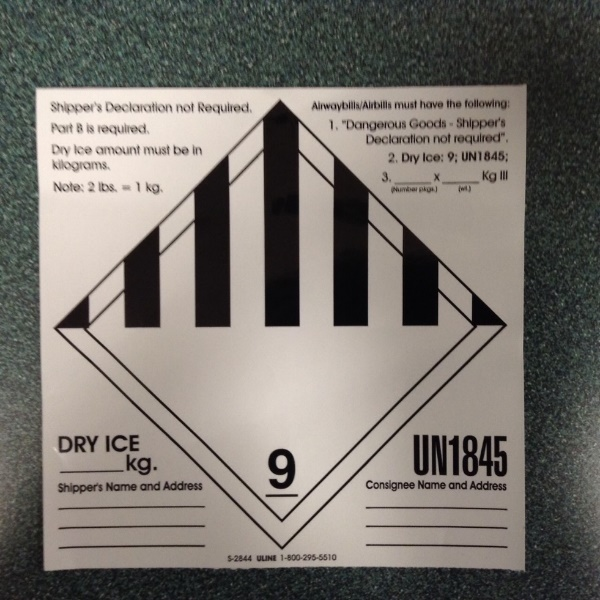 Shipper's Declaration not Required.
Part B is required.
Dry Ice amount must be in
kilograms.
Note: 2 lbs. = 1 kg.
Airwaybills/Airbills must have the following:
1. "Dangerous Goods - Shipper's
Declaration not required".
2. Dry Ice: 9; UN1845;
3. ______ x ______ Kg III
(Number pkgs.) (wt.)
DRY ICE
______kg.
Shipper's Name and Address
9
UN1845
Consignee Name and Address
S-2844 ULINE 1-800-295-5510